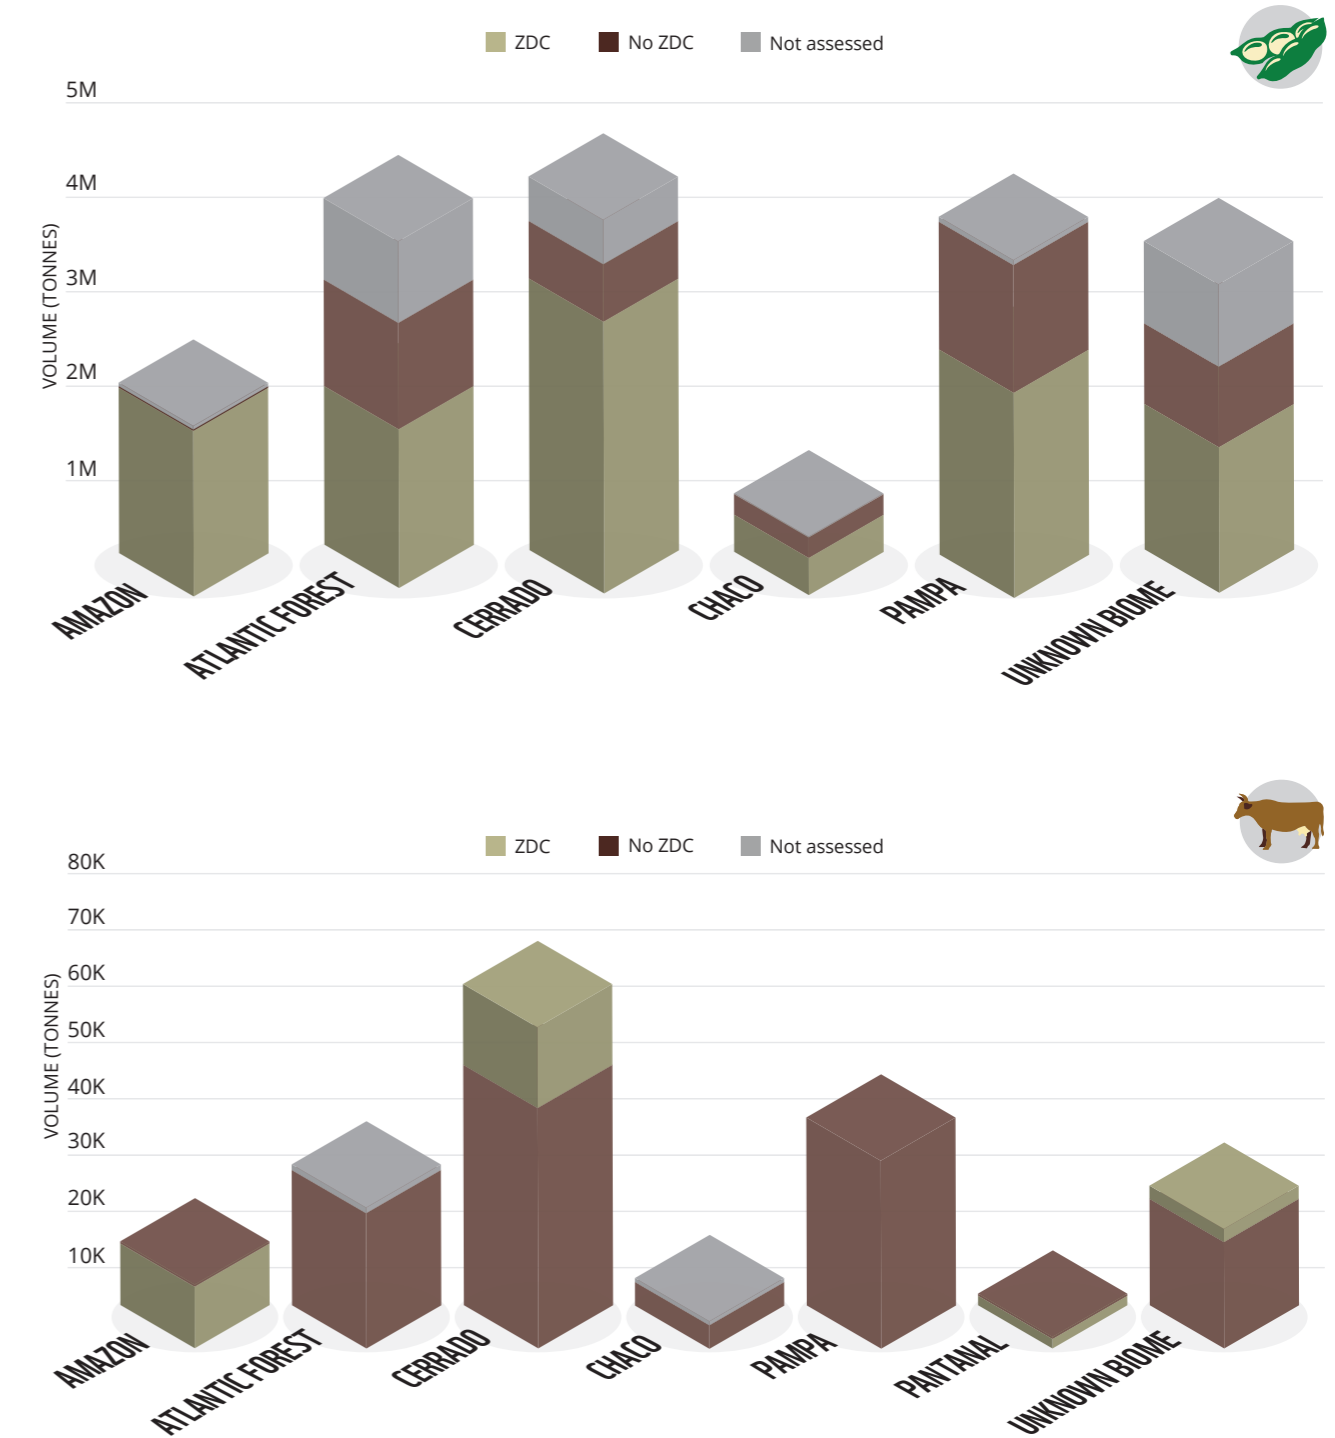 ZDC
No ZDC
Not assessed
5M
4M
3M
2M
1M
VOLUME (TONNES)
AMAZON
ATLANTIC FOREST
CERRADO
CHACO
PAMPA
UNKNOWN BIOME
ZDC
No ZDC
Not assessed
80K
70K
60K
50K
40K
30K
20K
10K
VOLUME (TONNES)
AMAZON
ATLANTIC FOREST
CERRADO
CHACO
PAMPA
PANTANAL
UNKNOWN BIOME